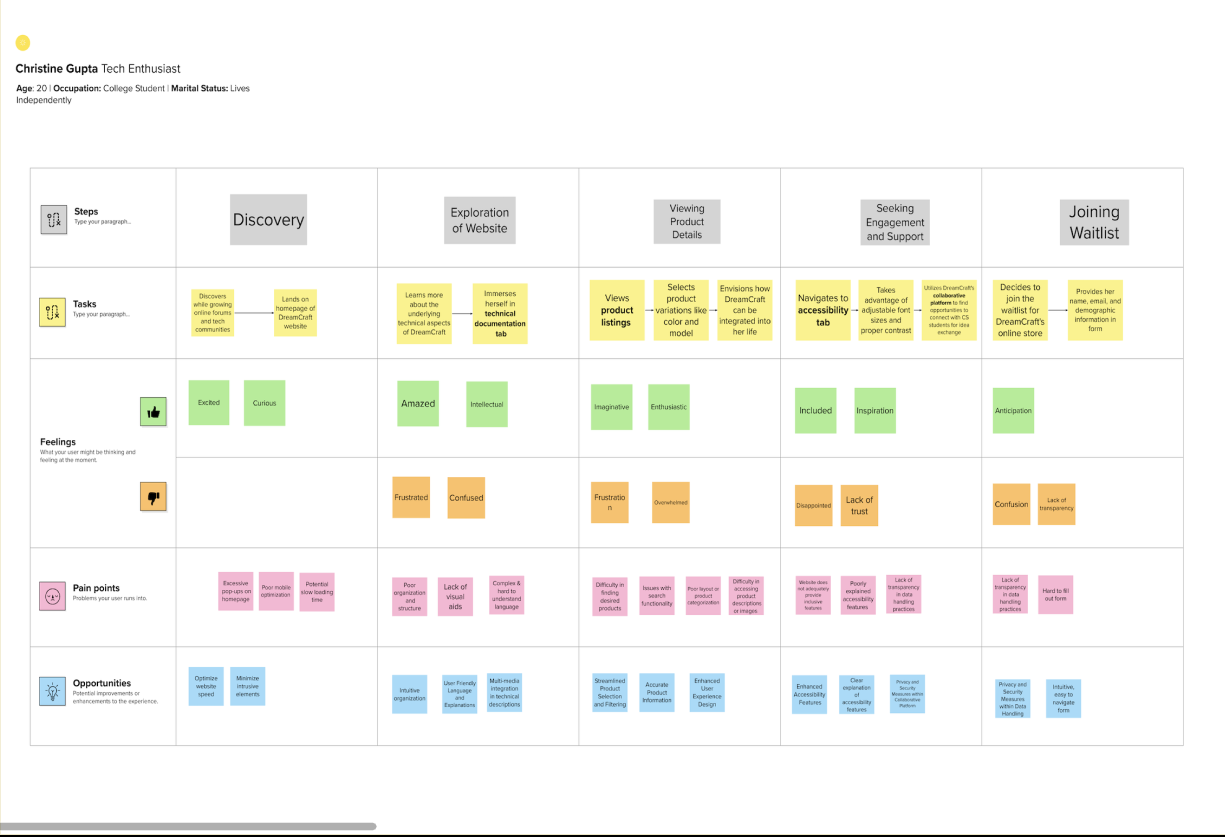 Christine Gupta Tech Enthusiast
Age: 20 | Occupation: College Student | Marital Status: Lives
Independently
Steps
Type your paragraph...
Discovery
Exploration
of Website
Viewing
Product
Details
Seeking
Engagement
and Support
Joining
Waitlist
Tasks
Type your paragraph...
Discovers
while growing
online forums
and tech
communities
Lands on
homepage of
DreamCraft
website
Learns more
about the
underlying
technical aspects
of DreamCraft
Immerses
herself in
technical
documentation
tab
Views
product
listings
Selects
product
variations like
color and
model
Envisions how
DreamCraft
can be
integrated into
her life
Navigates to
accessibility
tab
Takes
advantage of
adjustable font
sizes and
proper contrast
Utilizes DreamCraft's
collaborative
platform to find
opportunities to
connect with CS
students for idea
exchange
Decides to
join the
waitlist for
DreamCraft's
online store
Provides her
name, email, and
demographic
information in
form
Feelings
What your user might be thinking and
feeling at the moment.
Excited
Curious
Amazed
Intellectual
Imaginative
Enthusiastic
Included
Inspiration
Anticipation
Frustrated
Confused
Frustratio
n
Overwhelmed
Disappointed
Lack of
trust
Confusion
Lack of
transparency
Pain points
Problems your user runs into.
Excessive
pop-ups on
homepage
Poor mobile
optimization
Potential
slow loading
time
Poor
organization
and
structure
Lack of
visual
aids
Complex &
hard to
understand
language
Difficulty in
finding
desired
products
Issues with
search
functionality
Poor layout or
product
categorization
Difficulty in
accessing
product
descriptions
or images
Website does
not adequately
provide
inclusive
features
Poorly
explained
accessibility
features
Lack of
transparency
in data
handling
practices
Lack of
transparency
in data
handling
practices
Hard to fill
out form
Opportunities
Potential improvements or
enhancements to the experience.
Optimize
website
speed
Minimize
intrusive
elements
Intuitive
organization
User Friendly
Language
and
Explanations
Multi-media
integration
in technical
descriptions
Streamlined
Product
Selection
and Filtering
Accurate
Product
Information
Enhanced
User
Experience
Design
Enhanced
Accessibility
Features
Clear
explanation
of
accessibility
features
Privacy and
Security
Measures within
Collaborative
Platform
Privacy and
Security
Measures
within Data
Handling
Intuitive,
easy to
navigate
form